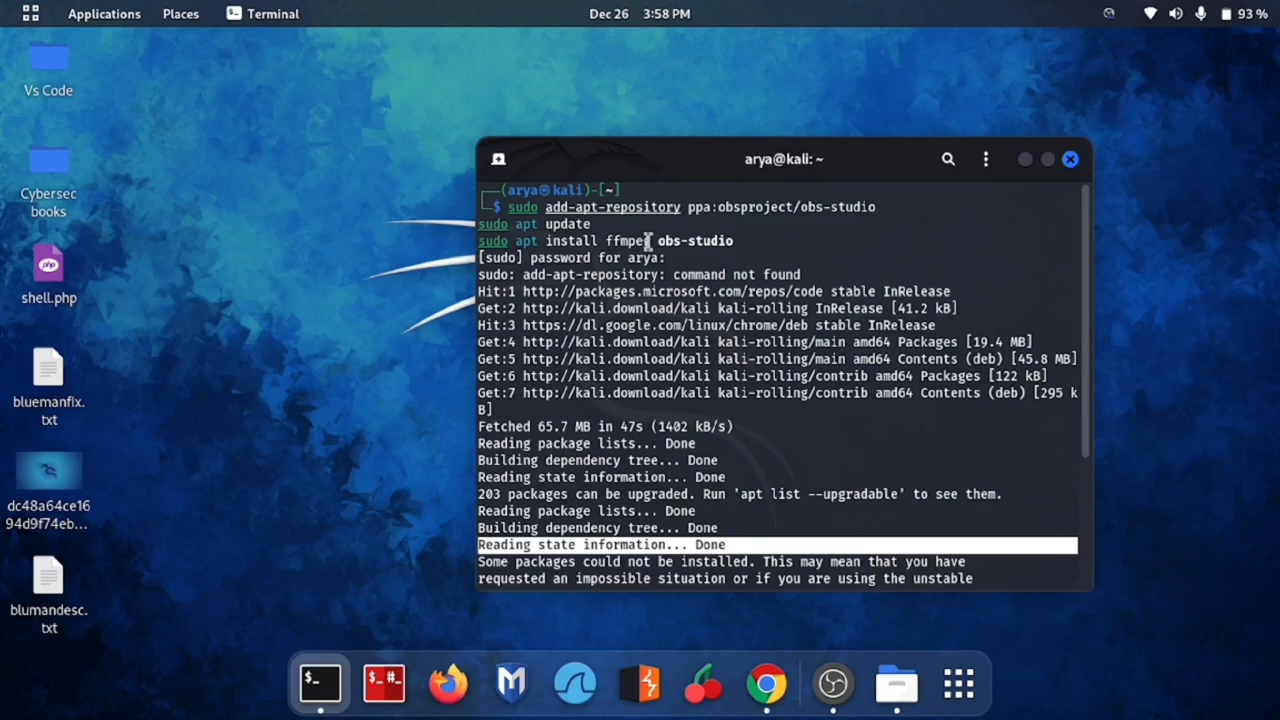 Applications Places Terminal Dec 26 3:58 PM 93 %
Vs Code
Cybersec
books
php
shell.php
bluemanfix.
txt
dc48a64ce16
94d9f74eb...
blumandesc.
txt
arya@kali: ~
(arya㉿kali)-[~]
$ sudo add-apt-repository ppa:obsproject/obs-studio
sudo apt update
sudo apt install ffmpeg obs-studio
[sudo] password for arya:
sudo: add-apt-repository: command not found
Hit:1 http://packages.microsoft.com/repos/code stable InRelease
Get:2 http://kali.download/kali kali-rolling InRelease [41.2 kB]
Hit:3 https://dl.google.com/linux/chrome/deb stable InRelease
Get:4 http://kali.download/kali kali-rolling/main amd64 Packages [19.4 MB]
Get:5 http://kali.download/kali kali-rolling/main amd64 Contents (deb) [45.8 MB]
Get:6 http://kali.download/kali kali-rolling/contrib amd64 Packages [122 kB]
Get:7 http://kali.download/kali kali-rolling/contrib amd64 Contents (deb) [295 k
B]
Fetched 65.7 MB in 47s (1402 kB/s)
Reading package lists... Done
Building dependency tree... Done
Reading state information... Done
203 packages can be upgraded. Run 'apt list --upgradable' to see them.
Reading package lists... Done
Building dependency tree... Done
Reading state information... Done
Some packages could not be installed. This may mean that you have
requested an impossible situation or if you are using the unstable
$_ $_#_